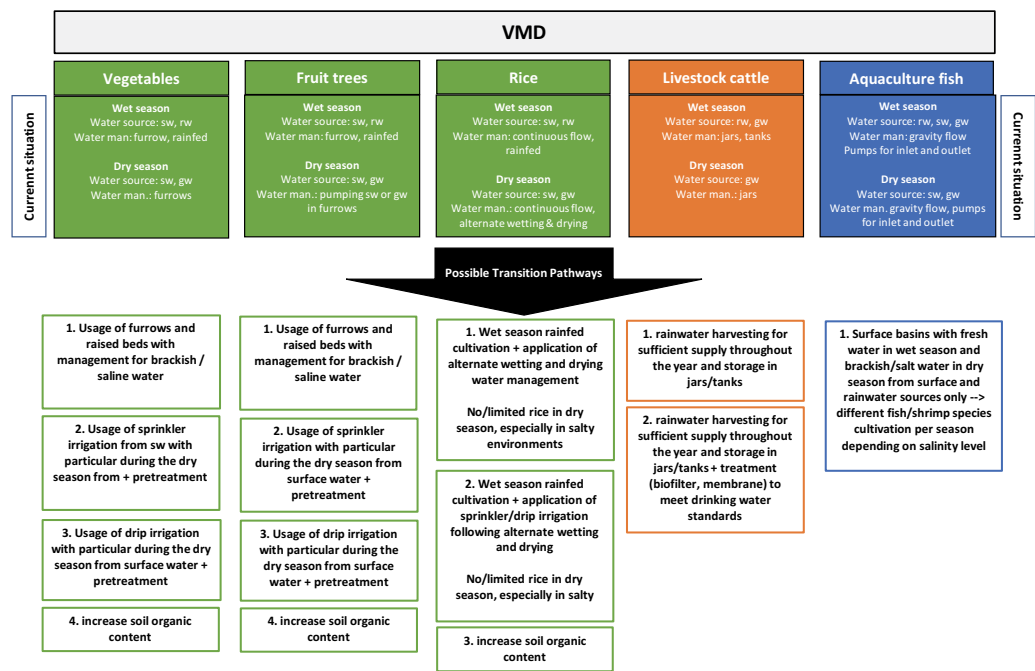 VMD
Vegetables
Wet season
Water source: sw, rw
Water man: furrow, rainfed
Dry season
Water source: sw, gw
Water man.: furrows
Fruit trees
Wet season
Water source: sw, rw
Water man: furrow, rainfed
Dry season
Water source: sw, gw
Water man.: pumping sw or gw
in furrows
Rice
Wet season
Water source: sw, rw
Water man: continuous flow,
rainfed
Dry season
Water source: sw, gw
Water man.: continuous flow,
alternate wetting & drying
Livestock cattle
Wet season
Water source: rw, gw
Water man: jars, tanks
Dry season
Water source: gw
Water man.: jars
Aquaculture fish
Wet season
Water source: rw, sw, gw
Water man: gravity flow
Pumps for inlet and outlet
Dry season
Water source: sw, gw
Water man. gravity flow, pumps
for inlet and outlet
Currennt situation
Currennt situation
Possible Transition Pathways
1. Usage of furrows and
raised beds with
management for brackish /
saline water
2. Usage of sprinkler
irrigation from sw with
particular during the dry
season from + pretreatment
3. Usage of drip irrigation
with particular during the dry
season from surface water +
pretreatment
4. increase soil organic
content
1. Usage of furrows and
raised beds with
management for brackish /
saline water
2. Usage of sprinkler
irrigation with particular
during the dry season from
surface water +
pretreatment
3. Usage of drip irrigation
with particular during the
dry season from surface
water + pretreatment
4. increase soil organic
content
1. Wet season rainfed
cultivation + application of
alternate wetting and drying
water management
No/limited rice in dry
season, especially in salty
environments
2. Wet season rainfed
cultivation + application of
sprinkler/drip irrigation
following alternate wetting
and drying
No/limited rice in dry
season, especially in salty
3. increase soil organic
content
1. rainwater harvesting for
sufficient supply throughout
the year and storage in
jars/tanks
2. rainwater harvesting for
sufficient supply throughout
the year and storage in
jars/tanks + treatment
(biofilter, membrane) to
meet drinking water
standards
1. Surface basins with fresh
water in wet season and
brackish/salt water in dry
season from surface and
rainwater sources only -->
different fish/shrimp species
cultivation per season
depending on salinity level